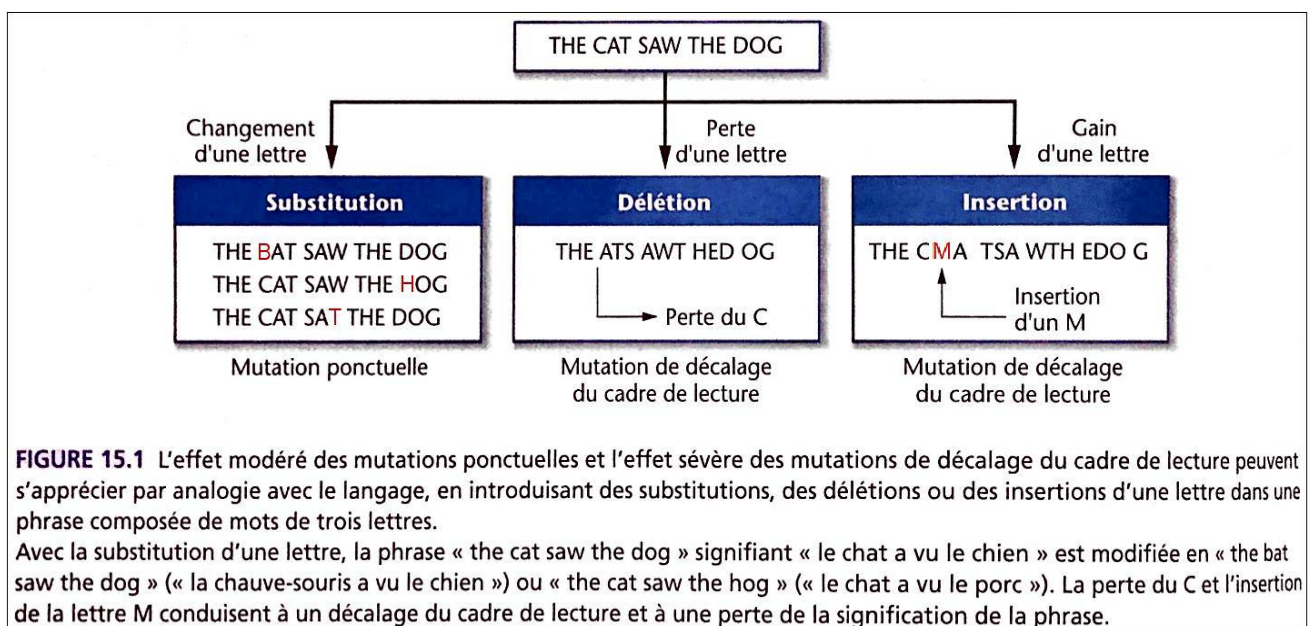 THE CAT SAW THE DOG
Changement
d'une lettre
Perte
d'une lettre
Gain
d'une lettre
Substitution
THE BAT SAW THE DOG
THE CAT SAW THE HOG
THE CAT SAT THE DOG
Mutation ponctuelle
Délétion
THE ATS AWT HED OG
Perte du C
Mutation de décalage
du cadre de lecture
Insertion
THE CMA TSA WTH EDO G
Insertion
d'un M
Mutation de décalage
du cadre de lecture
FIGURE 15.1 L'effet modéré des mutations ponctuelles et l'effet sévère des mutations de décalage du cadre de lecture peuvent
s'apprécier par analogie avec le langage, en introduisant des substitutions, des délétions ou des insertions d'une lettre dans une
phrase composée de mots de trois lettres.
Avec la substitution d'une lettre, la phrase « the cat saw the dog » signifiant « le chat a vu le chien » est modifiée en « the bat
saw the dog » (« la chauve-souris a vu le chien ») ou « the cat saw the hog » (« le chat a vu le porc »). La perte du C et l'insertion
de la lettre M conduisent à un décalage du cadre de lecture et à une perte de la signification de la phrase.